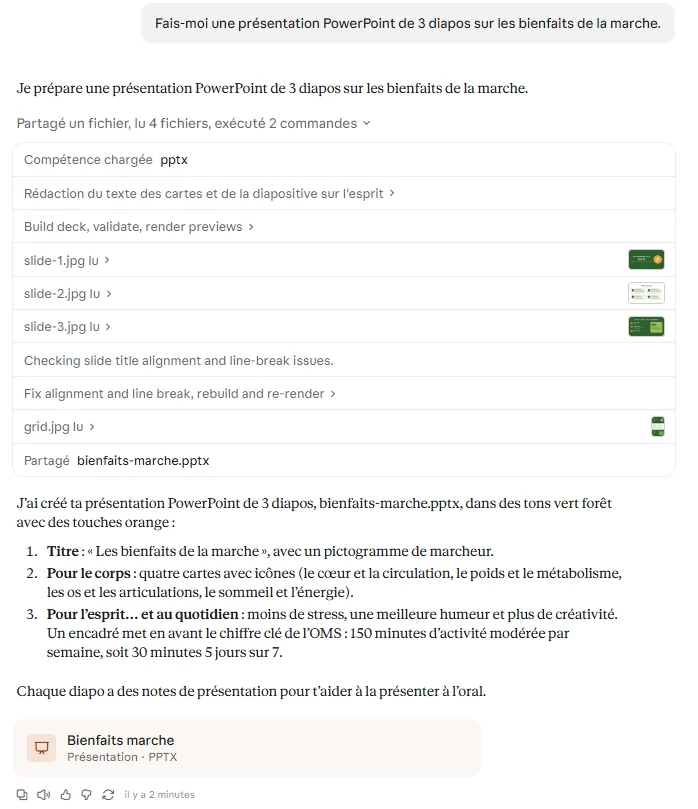 Fais-moi une présentation PowerPoint de 3 diapos sur les bienfaits de la marche.
Je prépare une présentation PowerPoint de 3 diapos sur les bienfaits de la marche.
Partagé un fichier, lu 4 fichiers, exécuté 2 commandes
Compétence chargée pptx
Rédaction du texte des cartes et de la diapositive sur l'esprit
Build deck, validate, render previews
slide-1.jpg lu
slide-2.jpg lu
slide-3.jpg lu
Checking slide title alignment and line-break issues.
Fix alignment and line break, rebuild and re-render
grid.jpg lu
Partagé bienfaits-marche.pptx
J'ai créé ta présentation PowerPoint de 3 diapos, bienfaits-marche.pptx, dans des tons vert forêt
avec des touches orange :
1. Titre : « Les bienfaits de la marche », avec un pictogramme de marcheur.
2. Pour le corps : quatre cartes avec icônes (le cœur et la circulation, le poids et le métabolisme,
les os et les articulations, le sommeil et l'énergie).
3. Pour l'esprit… et au quotidien : moins de stress, une meilleure humeur et plus de créativité.
Un encadré met en avant le chiffre clé de l'OMS : 150 minutes d'activité modérée par
semaine, soit 30 minutes 5 jours sur 7.
Chaque diapo a des notes de présentation pour t'aider à la présenter à l'oral.
Bienfaits marche
Présentation · PPTX
il y a 2 minutes